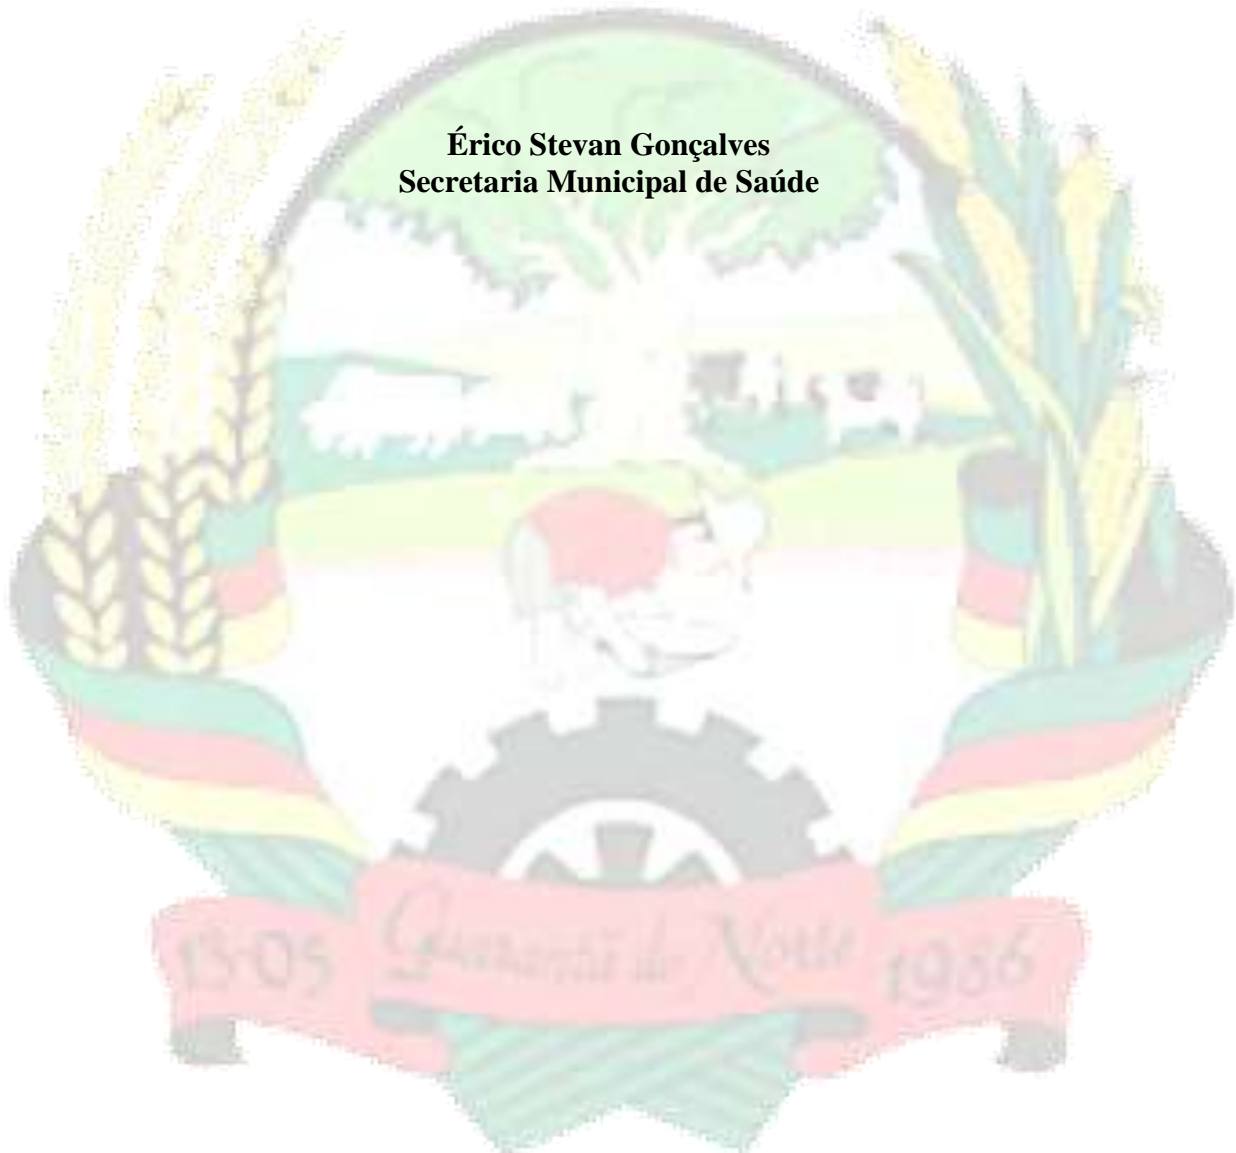 Érico Stevan Gonçalves
Secretaria Municipal de Saúde
13-05 Guarantã do Norte 1986